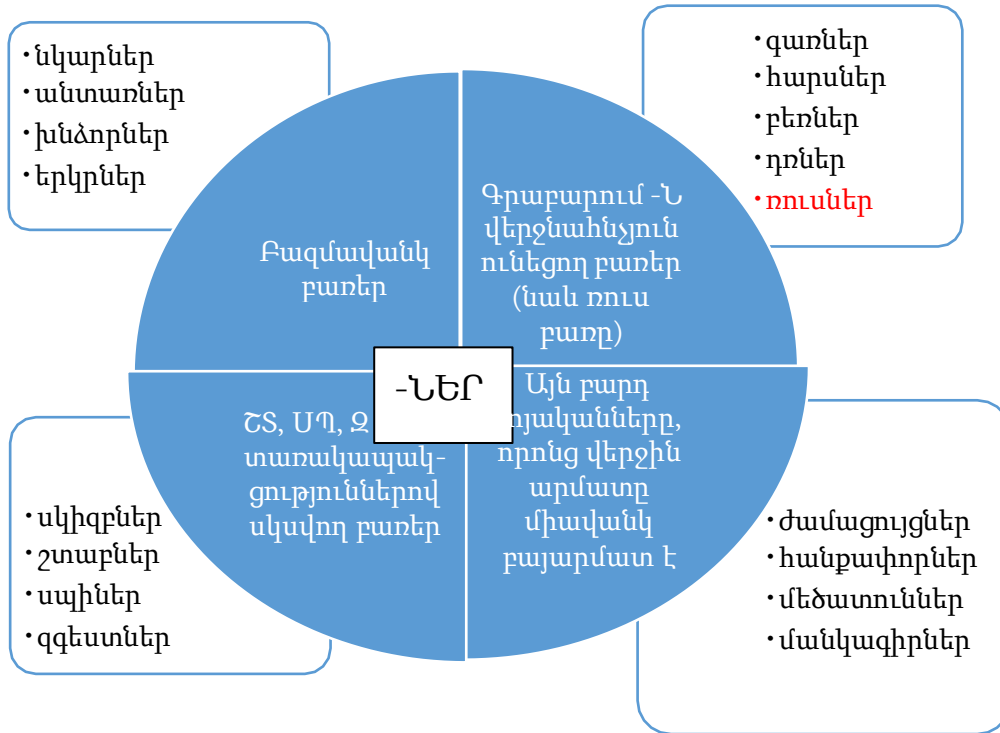 · նկարներ
· անտառներ
· խնձորներ
· երկրներ
· գառներ
· հարսներ
· բեռներ
· դռներ
· ռուսներ
Բազմավանկ
բառեր
Գրաբարում -Ն
վերջնահնչյուն
ունեցող բառեր
(նաև ռուս
բառը)
-ՆԵՐ
ՇՏ, ՍՊ, Զ
տառակապակ-
ցություններով
սկսվող բառեր
Այն բարդ
որոնց վերջին
արմատը
միավանկ
բայարմատ է
· սկիզբներ
· շտաբներ
· սպիներ
· զգեստներ
· ժամացույցներ
· հանքափորներ
· մեծատուններ
· մանկագիրներ